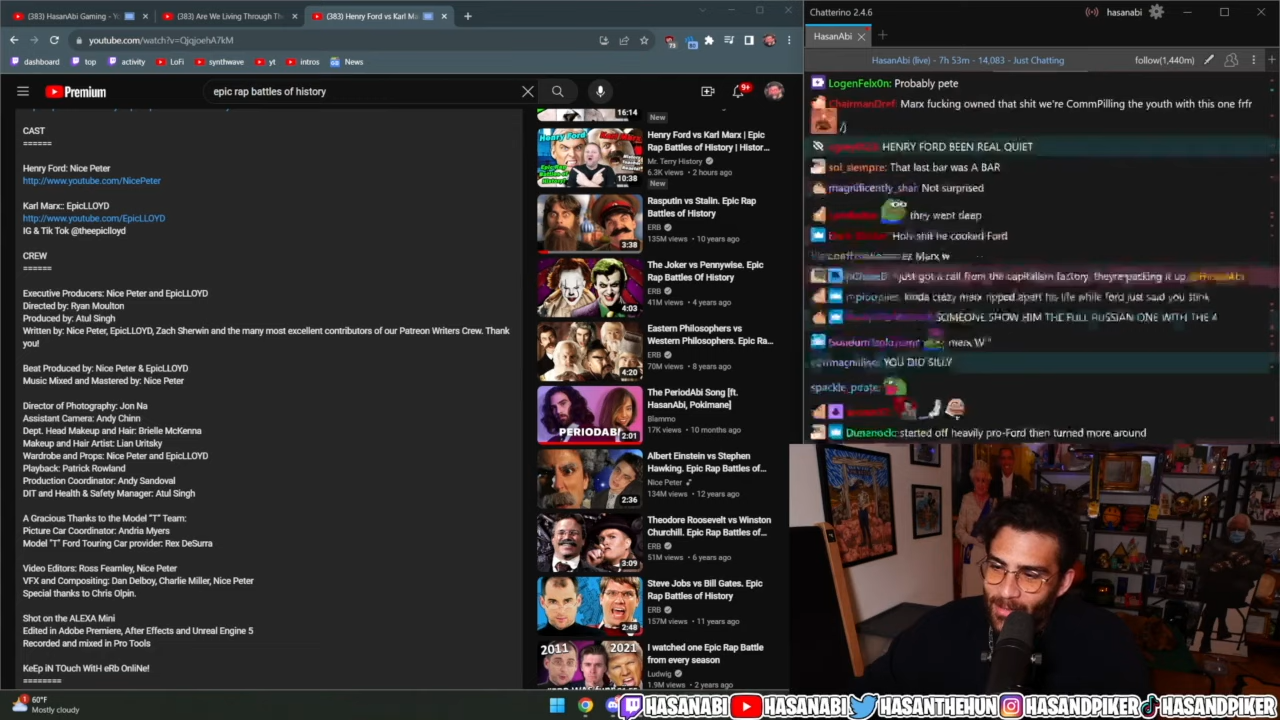 (383) HasanAbi Gaming - Y
(383) Are We Living Through Th
(383) Henry Ford vs Karl Ma
youtube.com/watch?v=QjqjoehA7kM
dashboard
top
activity
LoFi
synthwave
yt
intros
News
Premium
epic rap battles of history
9+
CAST
======
Henry Ford: Nice Peter
http://www.youtube.com/NicePeter
Karl Marx:: EpicLLOYD
http://www.youtube.com/EpicLLOYD
IG & Tik Tok @theepiclloyd
CREW
======
Executive Producers: Nice Peter and EpicLLOYD
Directed by: Ryan Moulton
Produced by: Atul Singh
Written by: Nice Peter, EpicLLOYD, Zach Sherwin and the many most excellent contributors of our Patreon Writers Crew. Thank
you!
Beat Produced by: Nice Peter & EpicLLOYD
Music Mixed and Mastered by: Nice Peter
Director of Photography: Jon Na
Assistant Camera: Andy Chinn
Dept. Head Makeup and Hair: Brielle McKenna
Makeup and Hair Artist: Lian Uritsky
Wardrobe and Props: Nice Peter and EpicLLOYD
Playback: Patrick Rowland
Production Coordinator: Andy Sandoval
DIT and Health & Safety Manager: Atul Singh
A Gracious Thanks to the Model "T" Team:
Picture Car Coordinator: Andria Myers
Model "T" Ford Touring Car provider: Rex DeSurra
Video Editors: Ross Fearnley, Nice Peter
VFX and Compositing: Dan Delboy, Charlie Miller, Nice Peter
Special thanks to Chris Olpin.
Shot on the ALEXA Mini
Edited in Adobe Premiere, After Effects and Unreal Engine 5
Recorded and mixed in Pro Tools
KeEp iN TOuch WitH eRb OnliNe!
========
16:14
New
Henry Ford vs Karl Marx | Epic
Rap Battles of History | Histor...
Mr. Terry History
6.3K views • 2 hours ago
New
10:38
Rasputin vs Stalin. Epic Rap
Battles of History
ERB
135M views • 10 years ago
3:38
The Joker vs Pennywise. Epic
Rap Battles Of History
ERB
41M views • 4 years ago
4:03
Eastern Philosophers vs
Western Philosophers. Epic Ra...
ERB
70M views • 8 years ago
4:20
The PeriodAbi Song [ft.
HasanAbi, Pokimane]
Blammo
17K views • 10 months ago
PERIODABI
2:01
Albert Einstein vs Stephen
Hawking. Epic Rap Battles of...
Nice Peter
134M views • 12 years ago
2:36
Theodore Roosevelt vs Winston
Churchill. Epic Rap Battles of...
ERB
51M views • 6 years ago
3:09
Steve Jobs vs Bill Gates. Epic
Rap Battles of History
ERB
157M views • 11 years ago
2:48
I watched one Epic Rap Battle
from every season
Ludwig
1.9M views • 2 years ago
2011
2021
60°F
Mostly cloudy
Chatterino 2.4.6
hasanabi
HasanAbi
HasanAbi (live) - 7h 53m - 14,083 - Just Chatting
follow(1,440m)
LogenFelx0n: Probably pete
ChairmanDref: Marx fucking owned that shit we're CommPilling the youth with this one frfr
HENRY FORD BEEN REAL QUIET
sol_siempre: That last bar was A BAR
Not surprised
they went deep
Holy shit he cooked Ford
just got a call from the capitalism factory, they're packing it up
kinda crazy marx ripped apart his life while ford just said you stink
SOMEONE SHOW HIM THE FULL RUSSIAN ONE WITH THE 4
marx W
YOU DID SILLY
started off heavily pro-Ford then turned more around
HASANABI
HASANABI
HASANTHEHUN
HASANDPIKER
HASANDPIKER